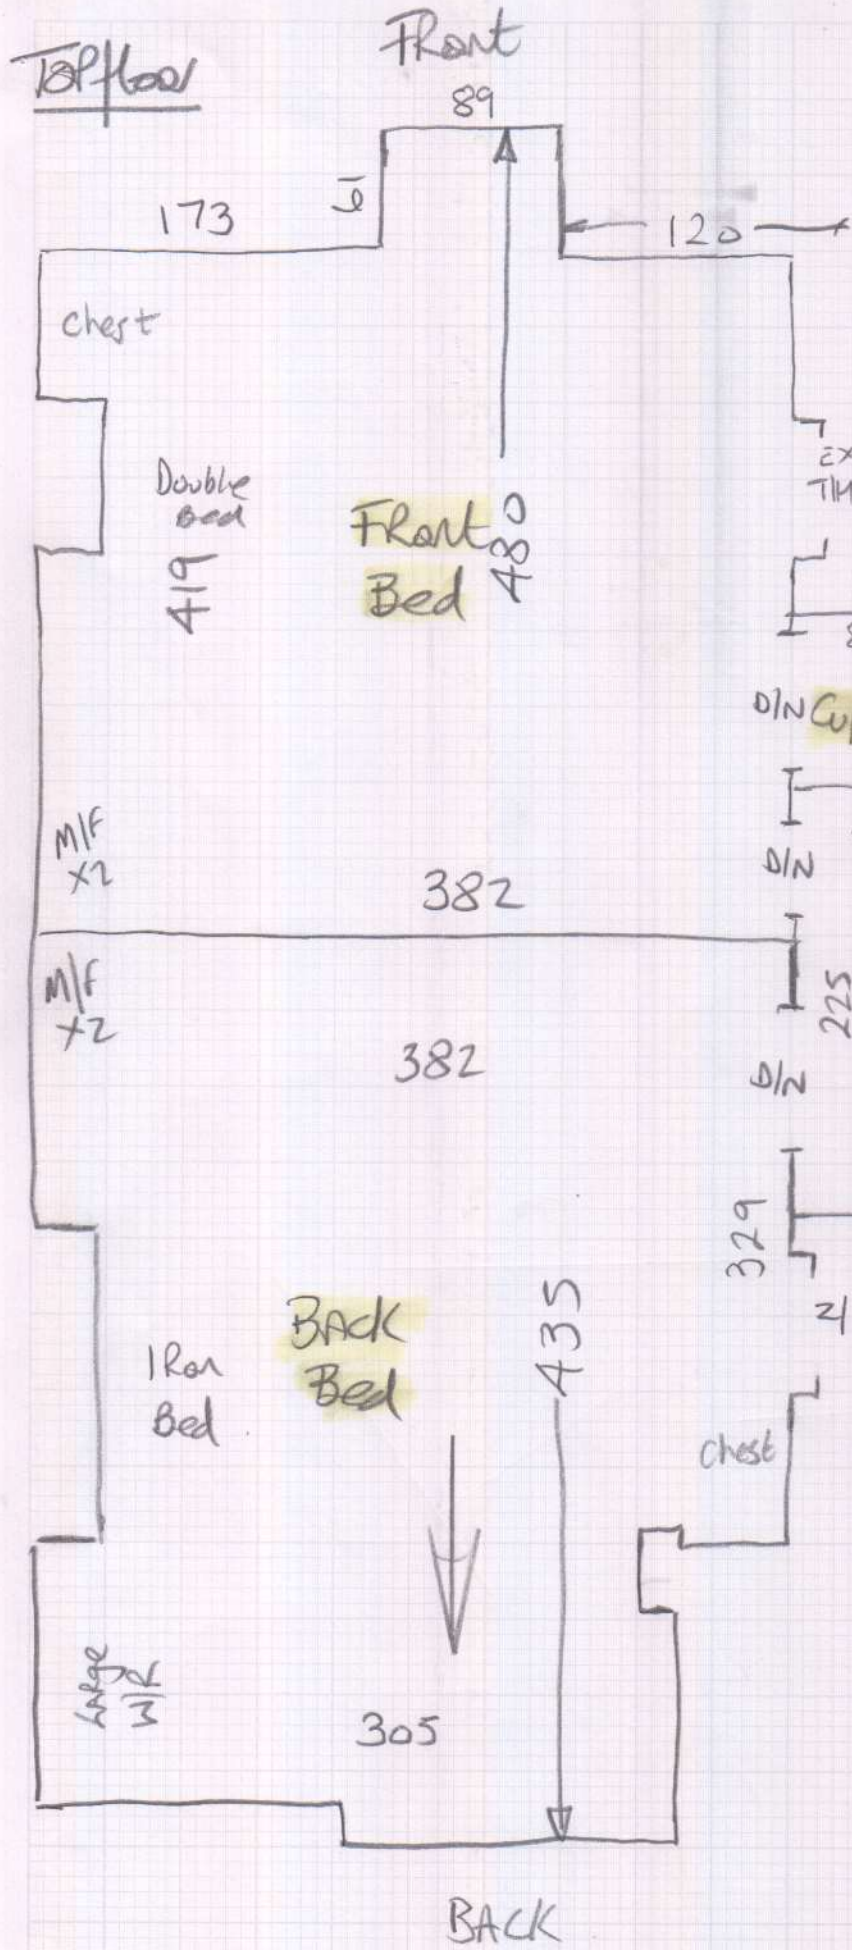 Top floor
Front
89
173
120
Chest
Double
Bed
419
Front
Bed
480
D/N
M/F
X2
D/N
382
M/F
X2
382
225
D/N
329
BACK
Bed
435
Iron
Bed
Chest
Large
W/R
305
BACK